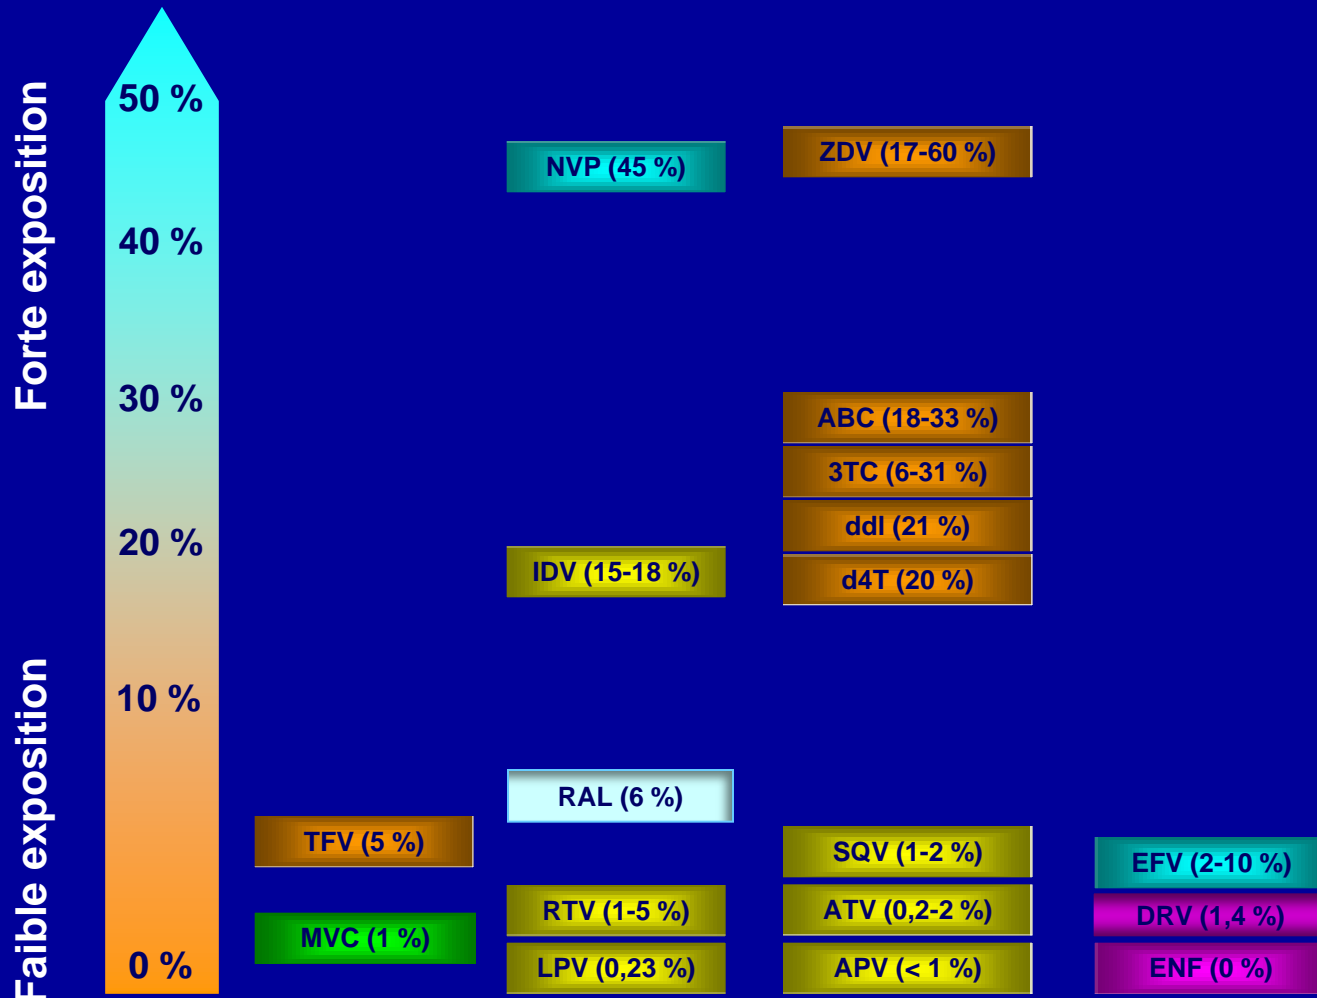 Forte exposition
Faible exposition
50 %
40 %
30 %
20 %
10 %
0 %
NVP (45 %)
ZDV (17-60 %)
ABC (18-33 %)
3TC (6-31 %)
ddI (21 %)
d4T (20 %)
IDV (15-18 %)
RAL (6 %)
TFV (5 %)
SQV (1-2 %)
EFV (2-10 %)
RTV (1-5 %)
ATV (0,2-2 %)
DRV (1,4 %)
MVC (1 %)
LPV (0,23 %)
APV (< 1 %)
ENF (0 %)